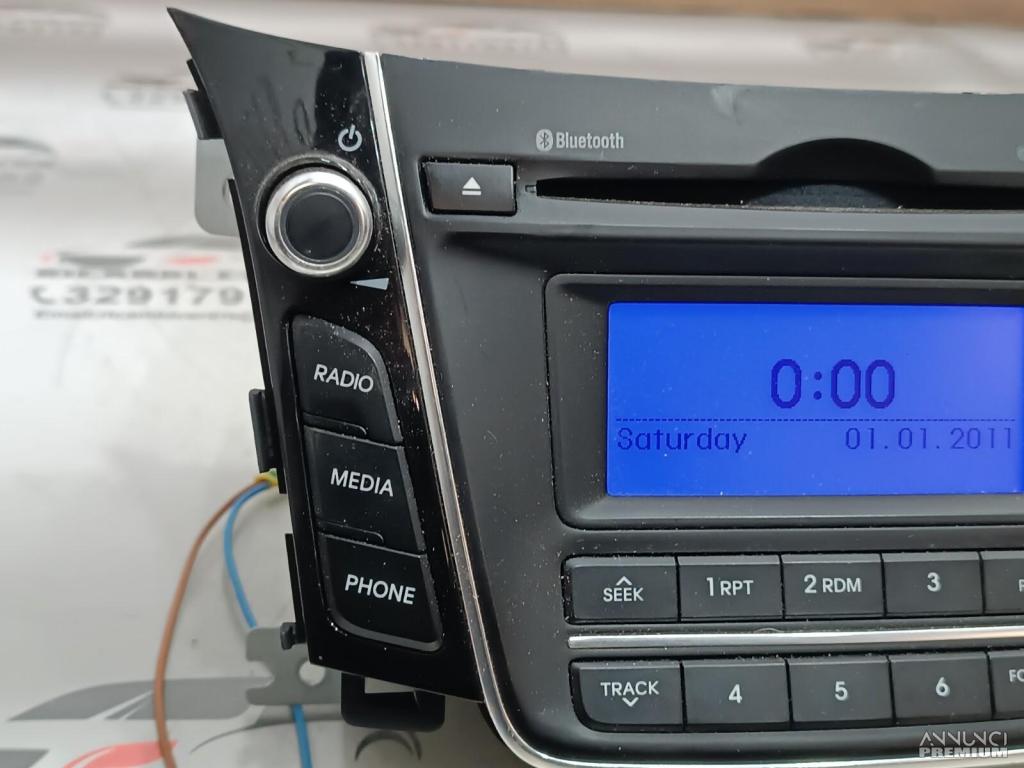 Bluetooth
0:00
Saturday 01.01.2011
RADIO
MEDIA
PHONE
SEEK 1 RPT 2 RDM 3
TRACK 4 5 6
329179
ANNUNCI
PREMIUM